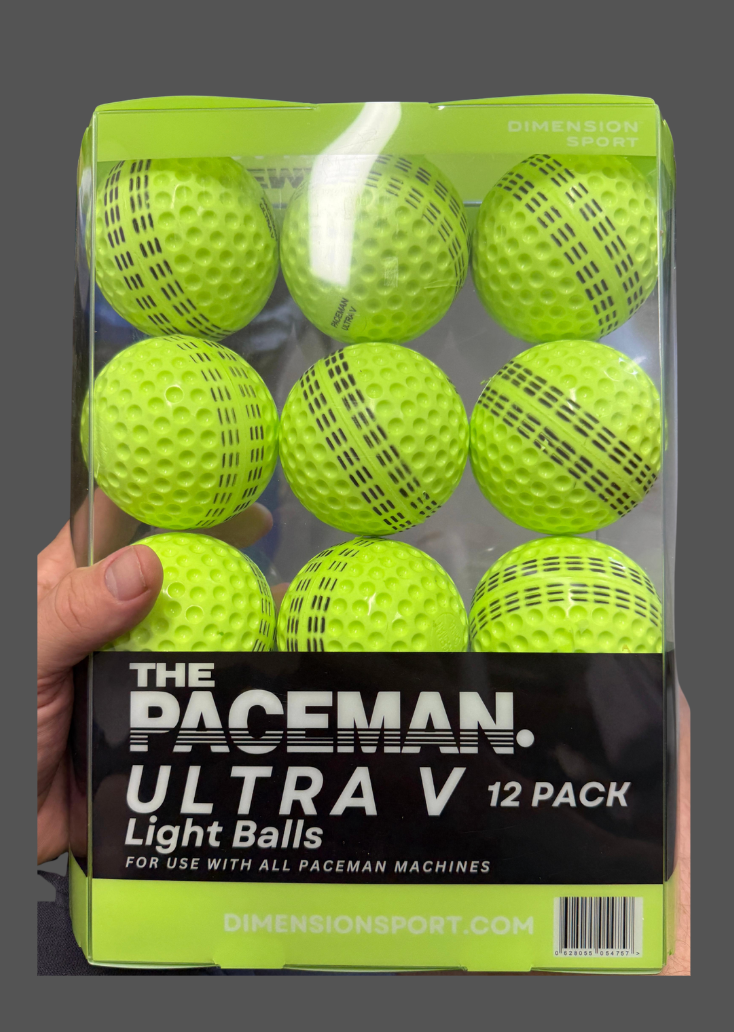 DIMENSION
SPORT
PACEMAN
ULTRA V
THE
PACEMAN.
ULTRA V 12 PACK
Light Balls
FOR USE WITH ALL PACEMAN MACHINES
DIMENSIONSPORT.COM